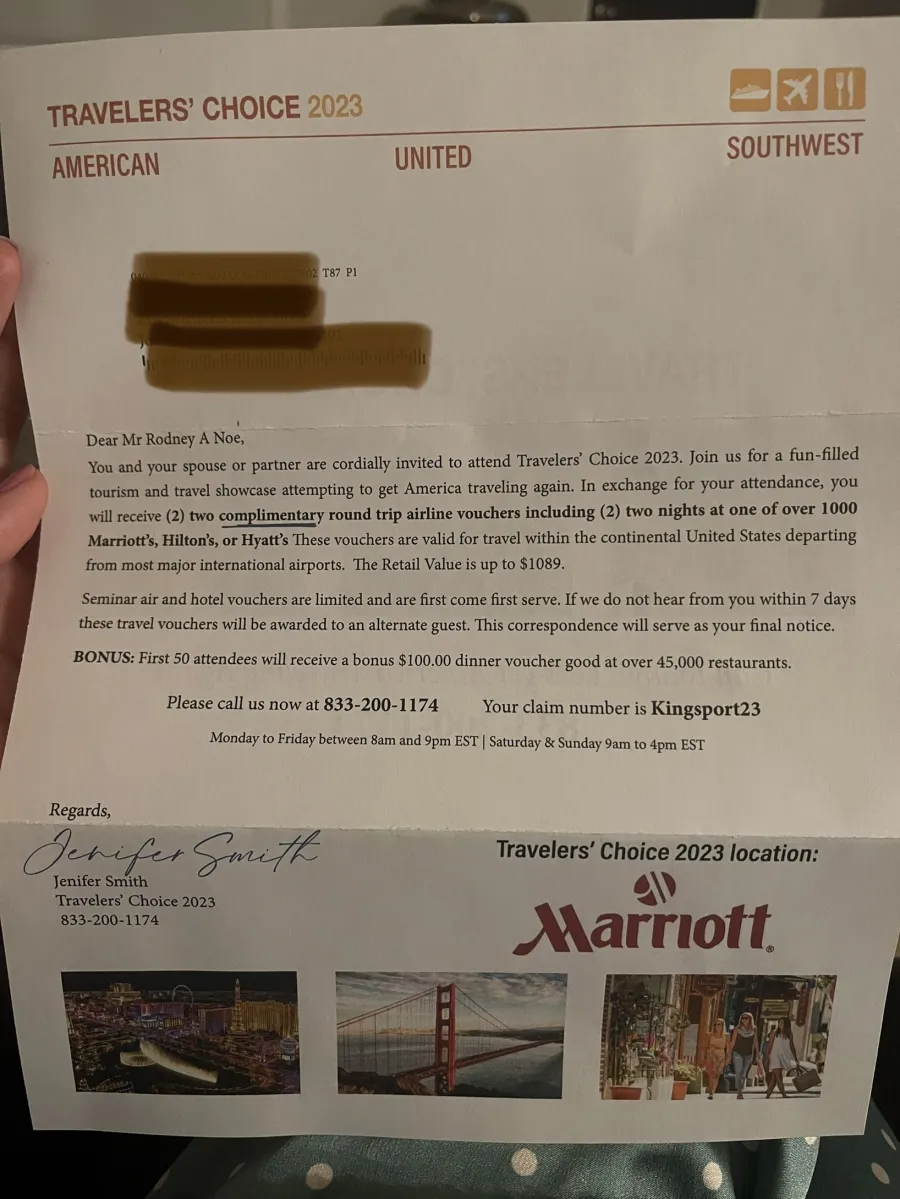 TRAVELERS' CHOICE 2023
AMERICAN UNITED SOUTHWEST
T87 P1
Dear Mr Rodney A Noe,
You and your spouse or partner are cordially invited to attend Travelers' Choice 2023. Join us for a fun-filled
tourism and travel showcase attempting to get America traveling again. In exchange for your attendance, you
will receive (2) two complimentary round trip airline vouchers including (2) two nights at one of over 1000
Marriott's, Hilton's, or Hyatt's These vouchers are valid for travel within the continental United States departing
from most major international airports. The Retail Value is up to $1089.
Seminar air and hotel vouchers are limited and are first come first serve. If we do not hear from you within 7 days
these travel vouchers will be awarded to an alternate guest. This correspondence will serve as your final notice.
BONUS: First 50 attendees will receive a bonus $100.00 dinner voucher good at over 45,000 restaurants.
Please call us now at 833-200-1174 Your claim number is Kingsport23
Monday to Friday between 8am and 9pm EST | Saturday & Sunday 9am to 4pm EST
Regards,
Jenifer Smith
Jenifer Smith
Travelers' Choice 2023
833-200-1174
Travelers' Choice 2023 location:
Marriott®